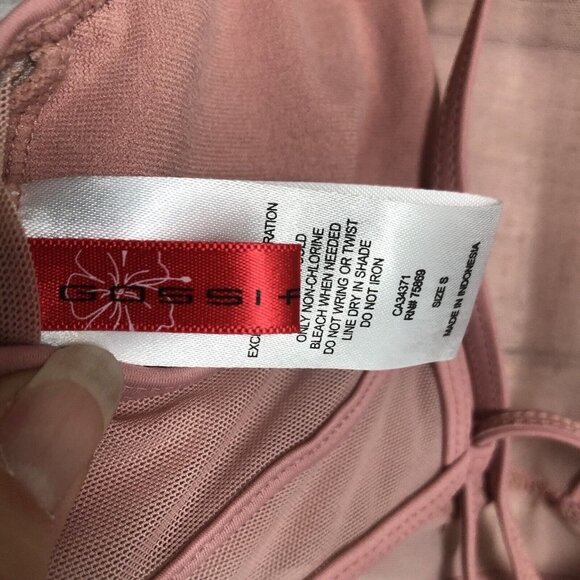 GOSSI+
EXC
RATION
OLD
ONLY NON-CHLORINE
BLEACH WHEN NEEDED
DO NOT WRING OR TWIST
LINE DRY IN SHADE
DO NOT IRON
CA34371
RN# 75869
SIZE S
MADE IN INDONESIA